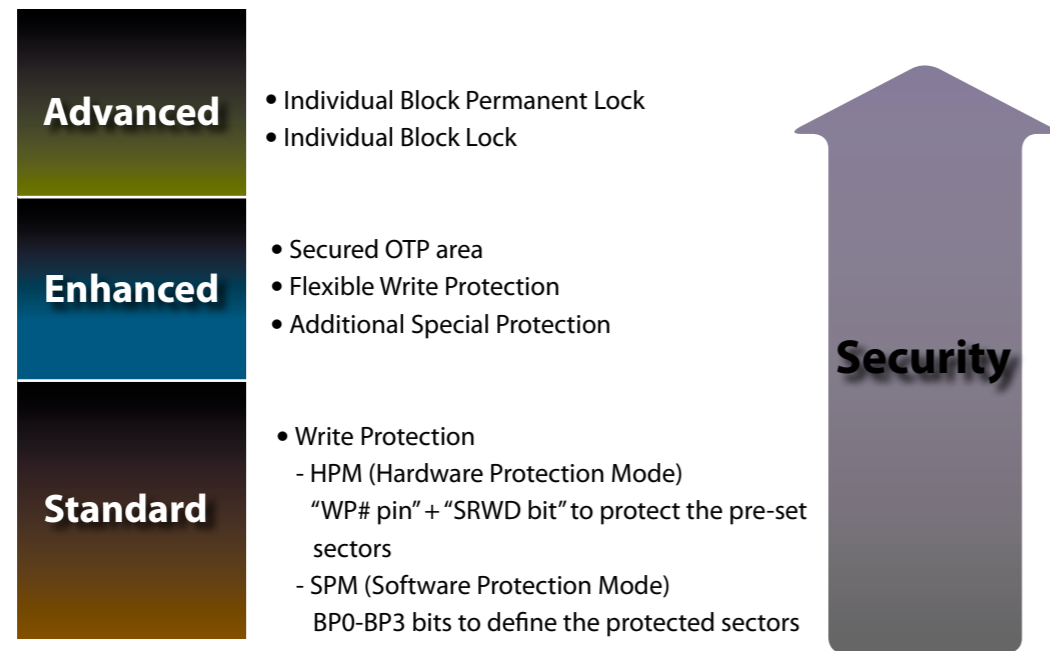 Advanced
• Individual Block Permanent Lock
• Individual Block Lock
Enhanced
• Secured OTP area
• Flexible Write Protection
• Additional Special Protection
Security
Standard
• Write Protection
- HPM (Hardware Protection Mode)
“WP# pin” + “SRWD bit” to protect the pre-set
sectors
- SPM (Software Protection Mode)
BP0-BP3 bits to define the protected sectors